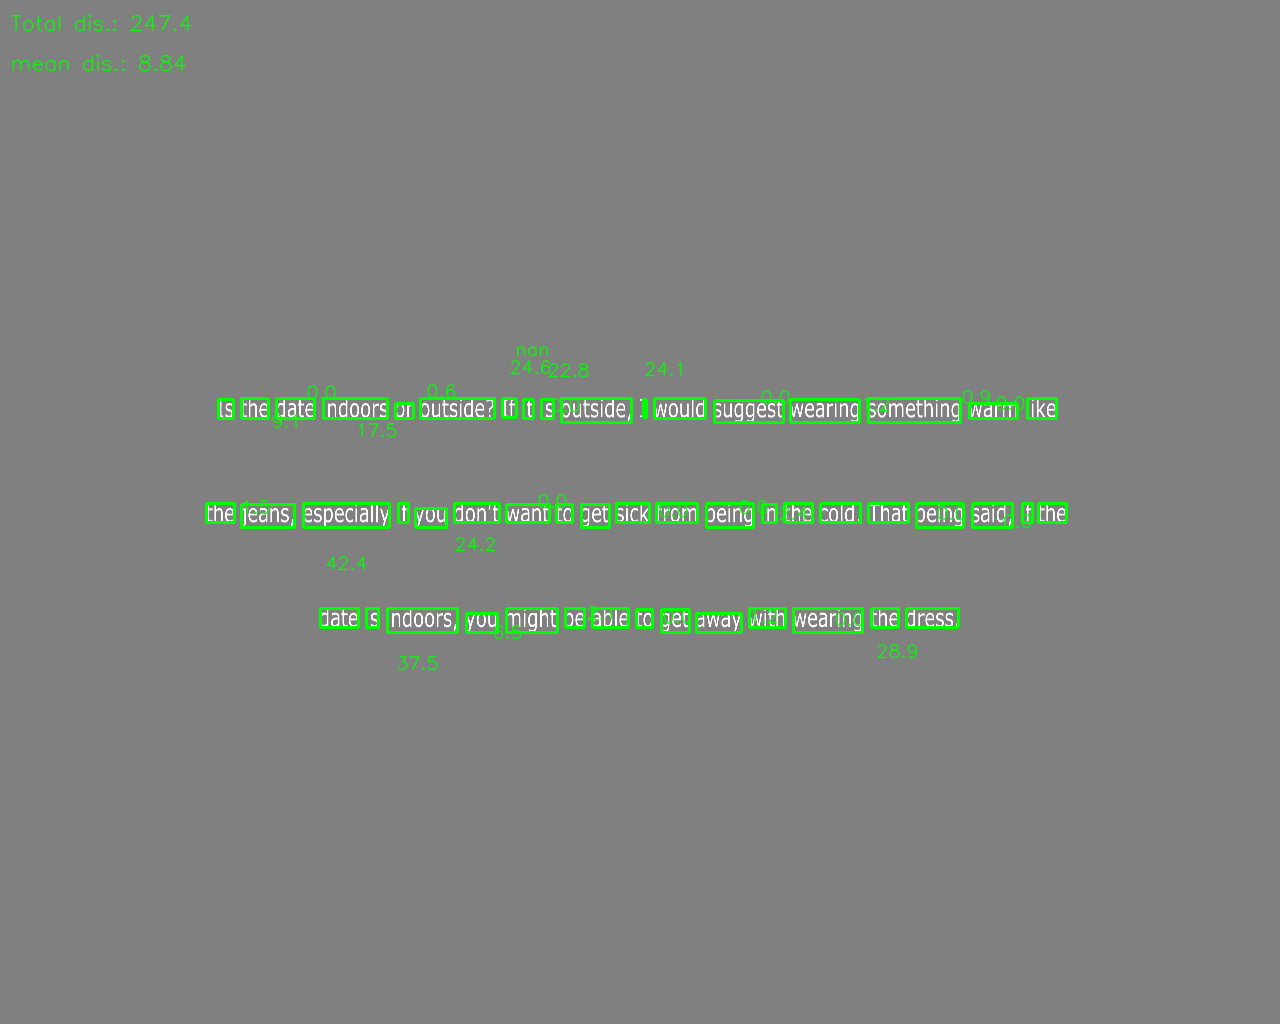 Total dis.: 247.4
mean dis.: 8.84
nan
24.6 22.8 24.1
0.0 0.6 0.0 0.9
Is the date indoors or outside? If it is outside, I would suggest wearing something warm like
9.1 17.5
the jeans, especially if you don't want to get sick from being in the cold. That being said, if the
24.2
42.4
date is indoors, you might be able to get away with wearing the dress.
37.5 28.9